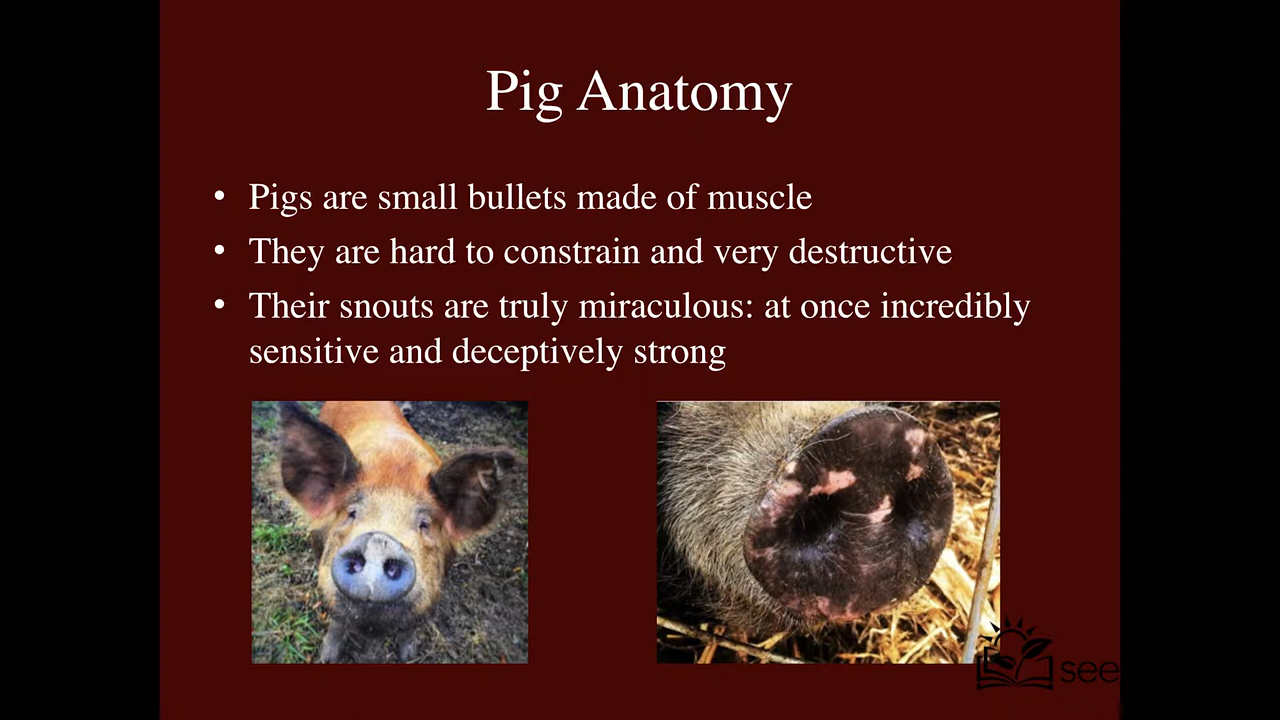 Pig Anatomy
• Pigs are small bullets made of muscle
• They are hard to constrain and very destructive
• Their snouts are truly miraculous: at once incredibly
sensitive and deceptively strong
see